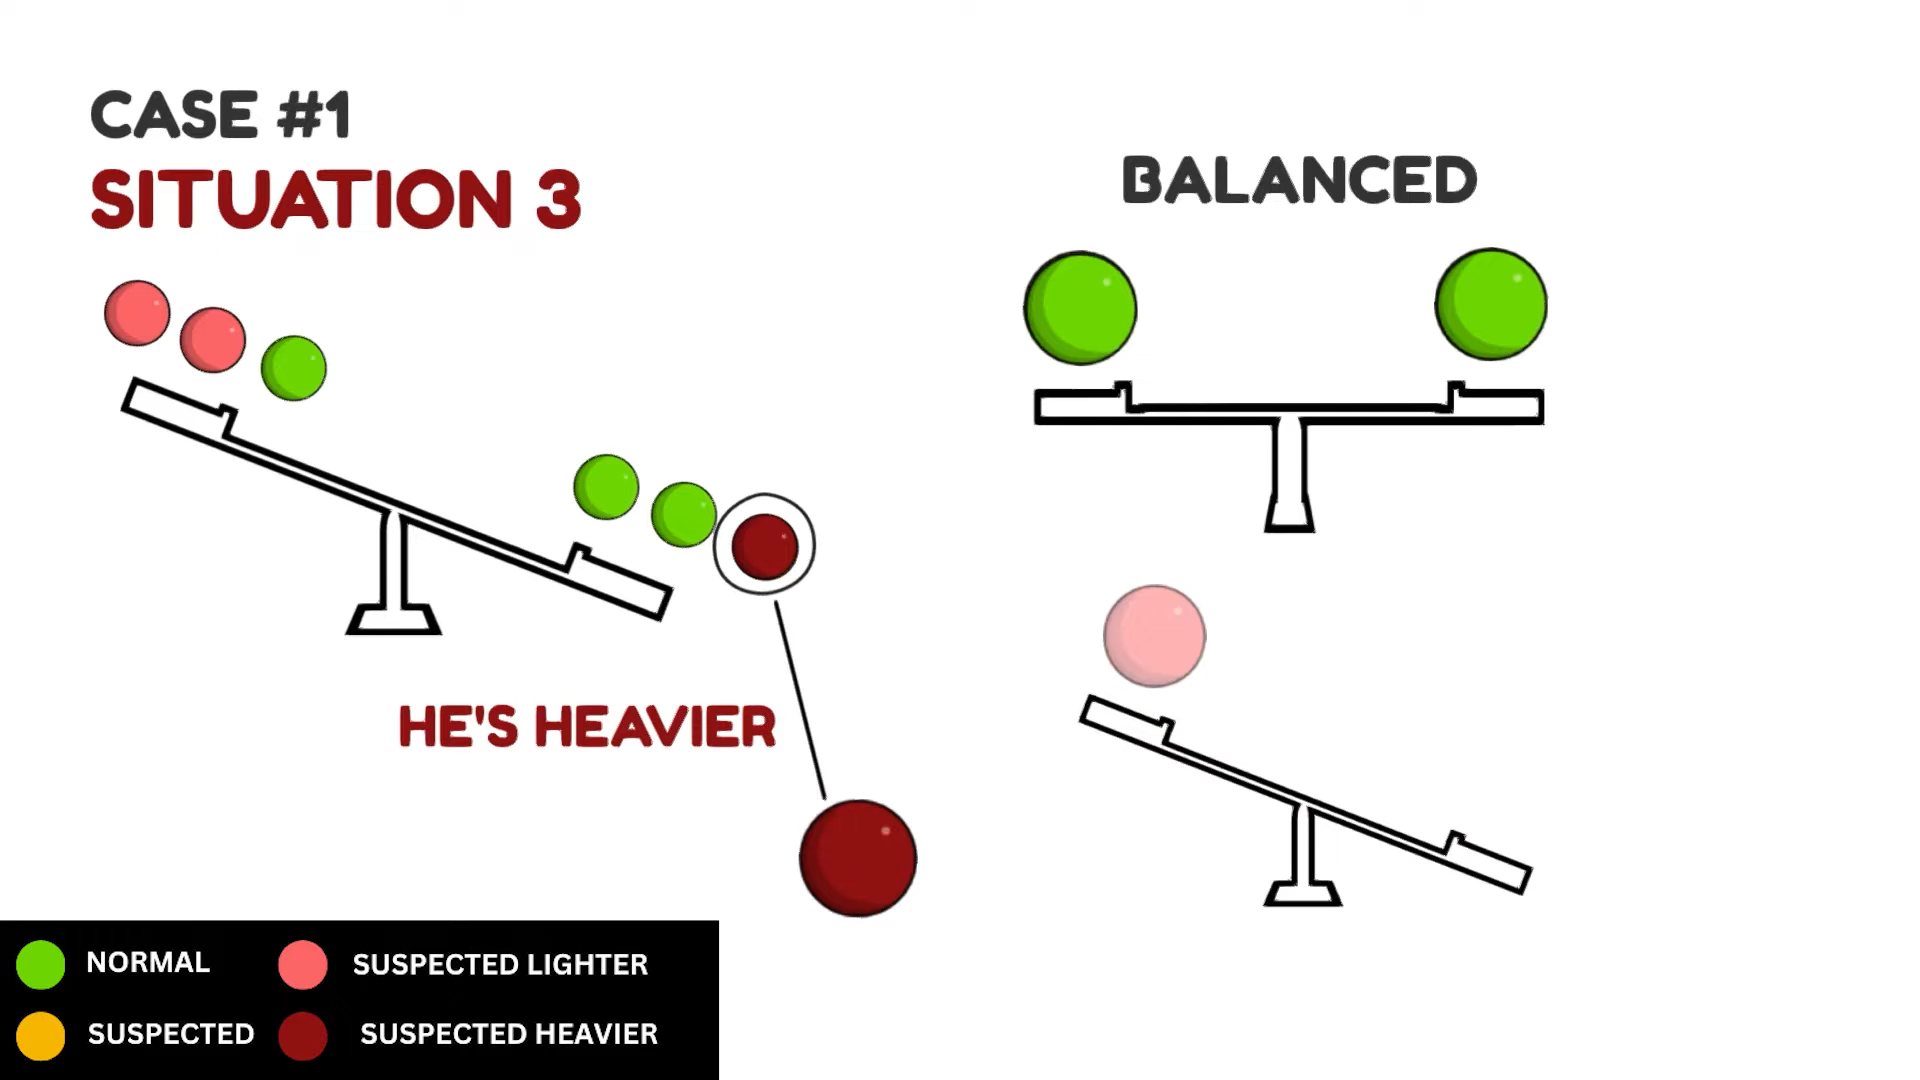 CASE #1
SITUATION 3
BALANCED
HE'S HEAVIER
NORMAL
SUSPECTED LIGHTER
SUSPECTED
SUSPECTED HEAVIER